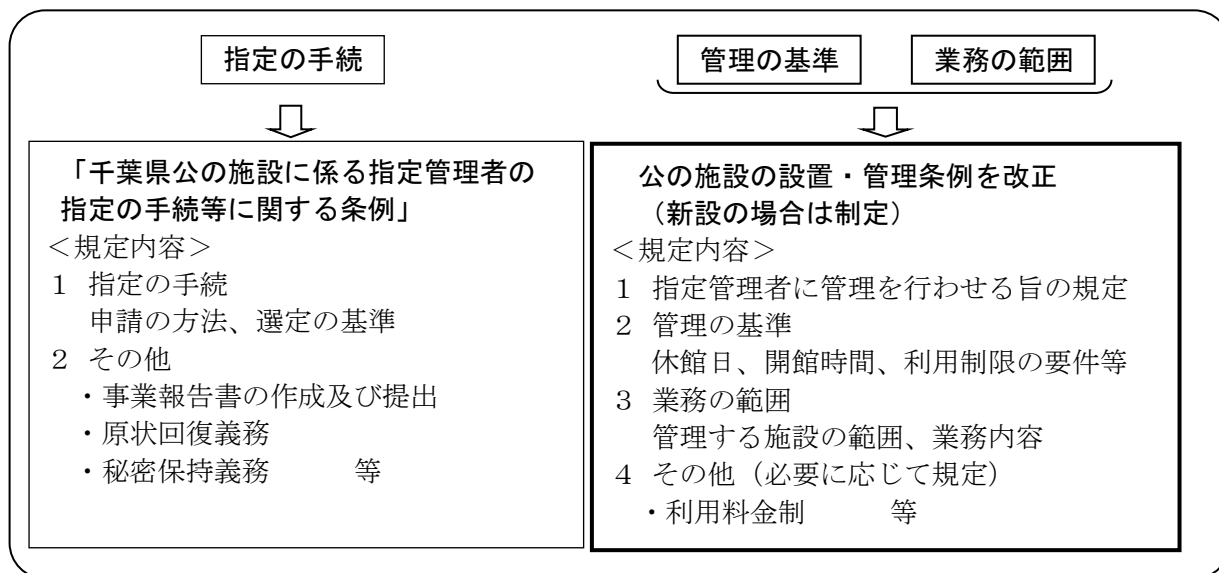 指定の手続
管理の基準
業務の範囲
「千葉県公の施設に係る指定管理者の
指定の手続等に関する条例」
<規定内容>
1 指定の手続
申請の方法、選定の基準
2 その他
・事業報告書の作成及び提出
・原状回復義務
・秘密保持義務　　　等
公の施設の設置・管理条例を改正
(新設の場合は制定)
<規定内容>
1 指定管理者に管理を行わせる旨の規定
2 管理の基準
休館日、開館時間、利用制限の要件等
3 業務の範囲
管理する施設の範囲、業務内容
4 その他(必要に応じて規定)
・利用料金制　　　等